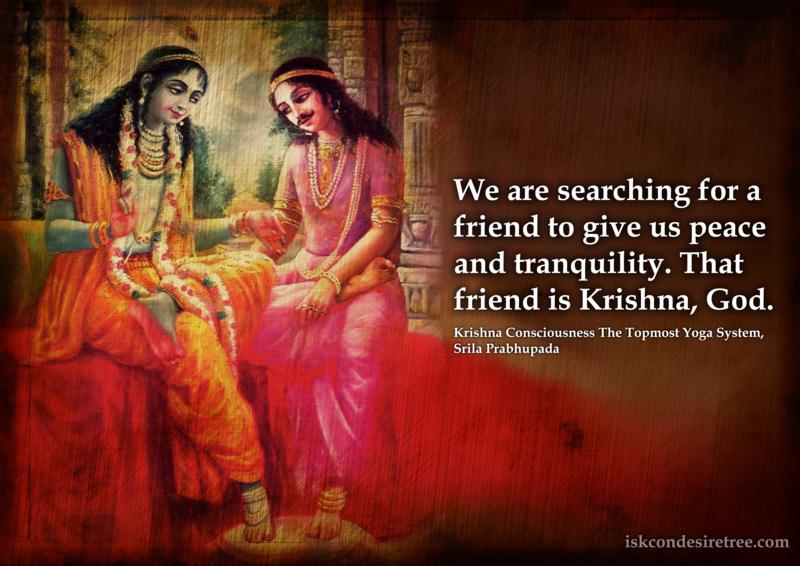 We are searching for a
friend to give us peace
and tranquility. That
friend is Krishna, God.
Krishna Consciousness The Topmost Yoga System,
Srila Prabhupada
iskcondesiretree.com